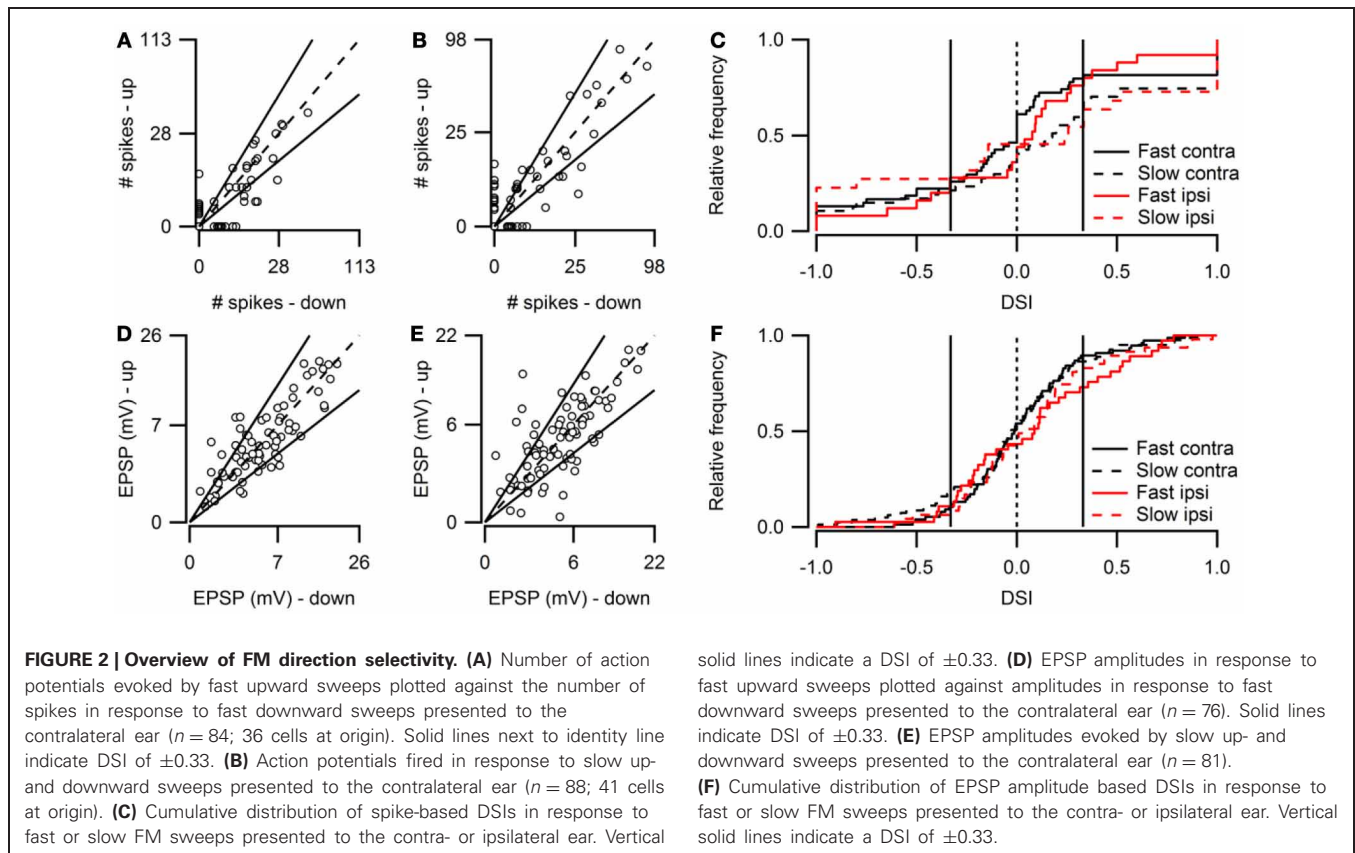 A
113
28
0
# spikes - up
0
28
113
# spikes - down
B
98
25
0
# spikes - up
0
25
98
# spikes - down
C
1.0
0.5
0.0
Relative frequency
Fast contra
Slow contra
Fast ipsi
Slow ipsi
-1.0
-0.5
0.0
0.5
1.0
DSI
D
26
7
0
EPSP (mV) - up
0
7
26
EPSP (mV) - down
E
22
6
0
EPSP (mV) - up
0
6
22
EPSP (mV) - down
F
1.0
0.5
0.0
Relative frequency
Fast contra
Slow contra
Fast ipsi
Slow ipsi
-1.0
-0.5
0.0
0.5
1.0
DSI
FIGURE 2 | Overview of FM direction selectivity. (A) Number of action
potentials evoked by fast upward sweeps plotted against the number of
spikes in response to fast downward sweeps presented to the
contralateral ear (n = 84; 36 cells at origin). Solid lines next to identity line
indicate DSI of ±0.33. (B) Action potentials fired in response to slow up-
and downward sweeps presented to the contralateral ear (n = 88; 41 cells
at origin). (C) Cumulative distribution of spike-based DSIs in response to
fast or slow FM sweeps presented to the contra- or ipsilateral ear. Vertical
solid lines indicate a DSI of ±0.33. (D) EPSP amplitudes in response to
fast upward sweeps plotted against amplitudes in response to fast
downward sweeps presented to the contralateral ear (n = 76). Solid lines
indicate DSI of ±0.33. (E) EPSP amplitudes evoked by slow up- and
downward sweeps presented to the contralateral ear (n = 81).
(F) Cumulative distribution of EPSP amplitude based DSIs in response to
fast or slow FM sweeps presented to the contra- or ipsilateral ear. Vertical
solid lines indicate a DSI of ±0.33.